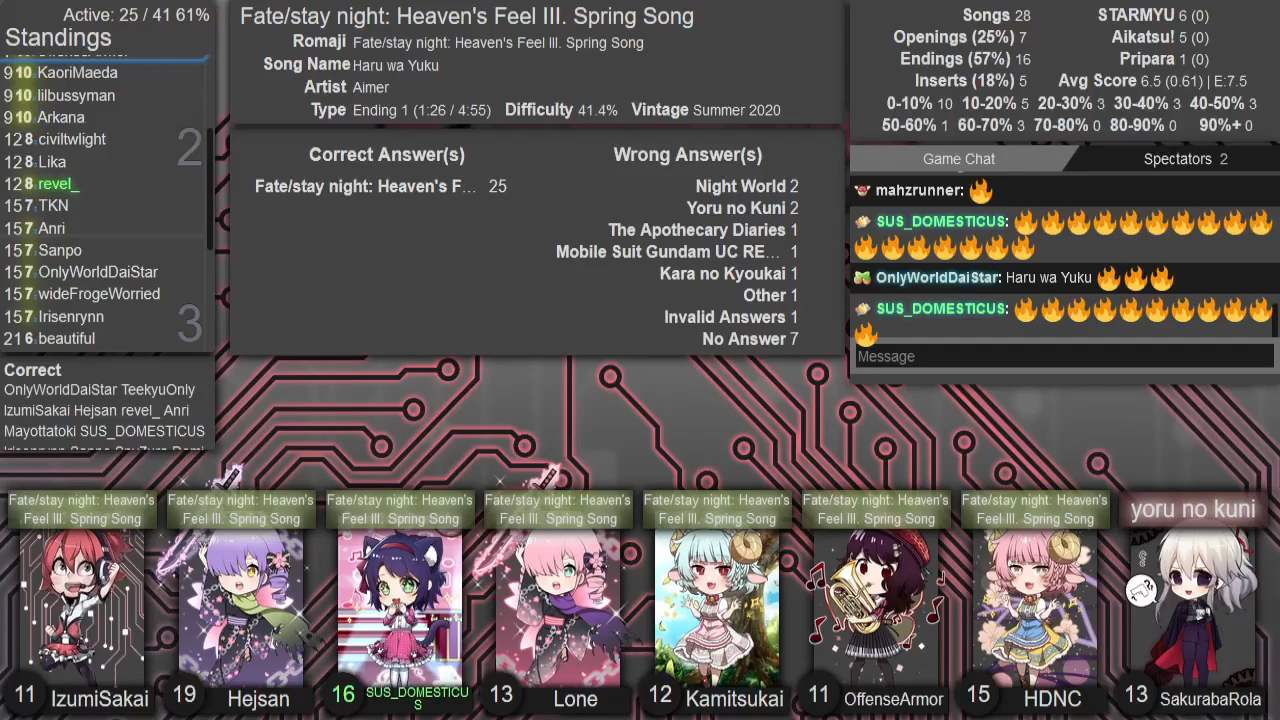 Active: 25 / 41 61%
Standings
9 10 KaoriMaeda
9 10 lilbussyman
9 10 Arkana
12 8 civiltwlight
2
12 8 Lika
12 8 revel_
15 7 TKN
15 7 Anri
15 7 Sanpo
15 7 OnlyWorldDaiStar
15 7 wideFrogeWorried
15 7 Irisenrynn
3
21 6 beautiful
Correct
OnlyWorldDaiStar TeekyuOnly
IzumiSakai Hejsan revel_ Anri
Mayottatoki SUS_DOMESTICUS
Fate/stay night: Heaven's Feel III. Spring Song
Romaji Fate/stay night: Heaven's Feel III. Spring Song
Song Name Haru wa Yuku
Artist Aimer
Type Ending 1 (1:26 / 4:55) Difficulty 41.4% Vintage Summer 2020
Correct Answer(s)
Fate/stay night: Heaven's F... 25
Wrong Answer(s)
Night World 2
Yoru no Kuni 2
The Apothecary Diaries 1
Mobile Suit Gundam UC RE... 1
Kara no Kyoukai 1
Other 1
Invalid Answers 1
No Answer 7
Songs 28 STARMYU 6 (0)
Openings (25%) 7 Aikatsu! 5 (0)
Endings (57%) 16 Pripara 1 (0)
Inserts (18%) 5 Avg Score 6.5 (0.61) | E:7.5
0-10% 10 10-20% 5 20-30% 3 30-40% 3 40-50% 3
50-60% 1 60-70% 3 70-80% 0 80-90% 0 90%+ 0
Game Chat Spectators 2
mahzrunner: 🔥
SUS_DOMESTICUS: 🔥🔥🔥🔥🔥🔥🔥🔥🔥🔥
🔥🔥🔥🔥🔥🔥🔥
OnlyWorldDaiStar: Haru wa Yuku 🔥🔥🔥
SUS_DOMESTICUS: 🔥🔥🔥🔥🔥🔥🔥🔥🔥🔥
🔥
Message
Fate/stay night: Heaven's
Feel III. Spring Song
Fate/stay night: Heaven's
Feel III. Spring Song
Fate/stay night: Heaven's
Feel III. Spring Song
Fate/stay night: Heaven's
Feel III. Spring Song
Fate/stay night: Heaven's
Feel III. Spring Song
Fate/stay night: Heaven's
Feel III. Spring Song
Fate/stay night: Heaven's
Feel III. Spring Song
yoru no kuni
11 IzumiSakai
19 Hejsan
16 SUS_DOMESTICU
S
13 Lone
12 Kamitsukai
11 OffenseArmor
15 HDNC
13 SakurabaRola